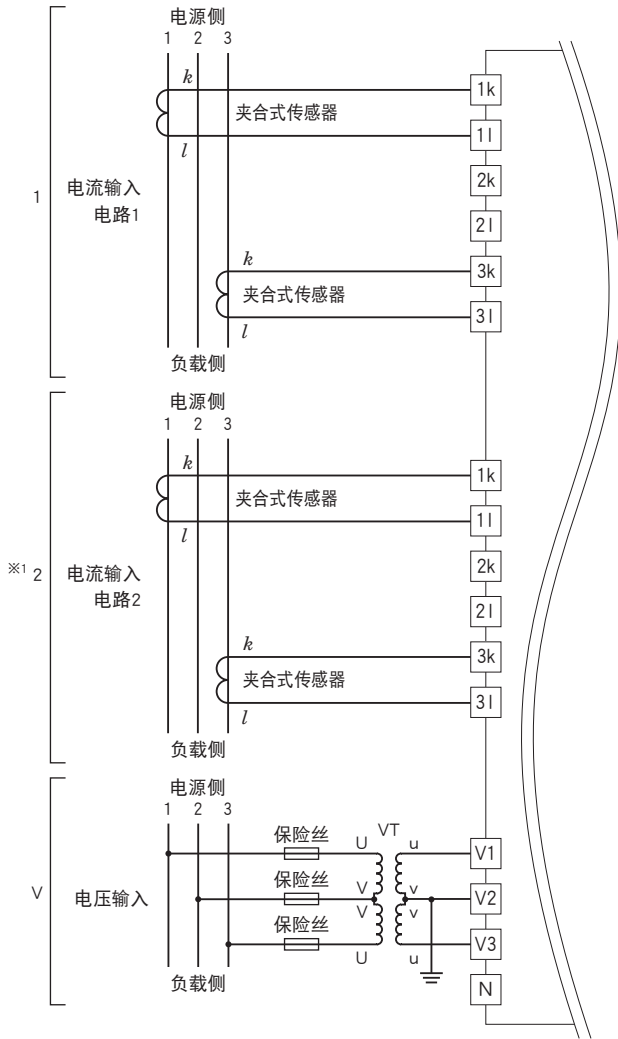 电源侧
1 2 3
k
夹合式传感器
l
1k
1l
2k
2l
1
电流输入
电路1
k
夹合式传感器
l
3k
3l
负载侧
电源侧
1 2 3
k
夹合式传感器
l
1k
1l
2k
2l
※1 2
电流输入
电路2
k
夹合式传感器
l
3k
3l
负载侧
电源侧
1 2 3
V
电压输入
保险丝 U VT u V1
保险丝 V v V2
保险丝 V v
U u V3
负载侧
N